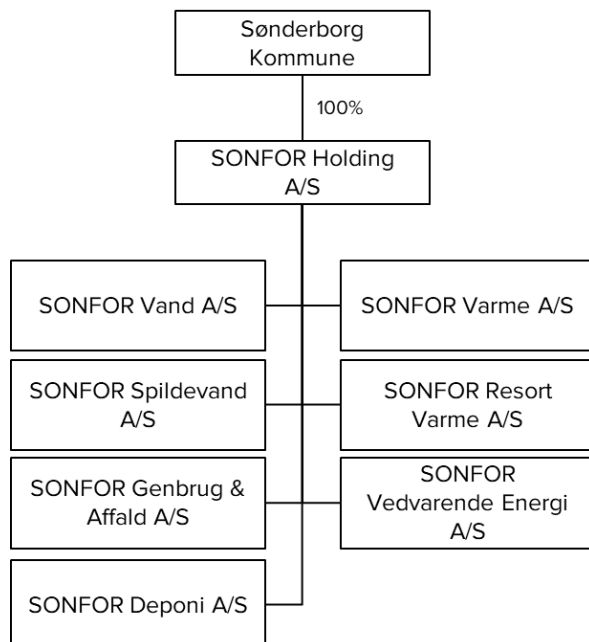 Sønderborg
Kommune
100%
SONFOR Holding
A/S
SONFOR Vand A/S
SONFOR Varme A/S
SONFOR Spildevand
A/S
SONFOR Resort
Varme A/S
SONFOR Genbrug &
Affald A/S
SONFOR
Vedvarende Energi
A/S
SONFOR Deponi A/S